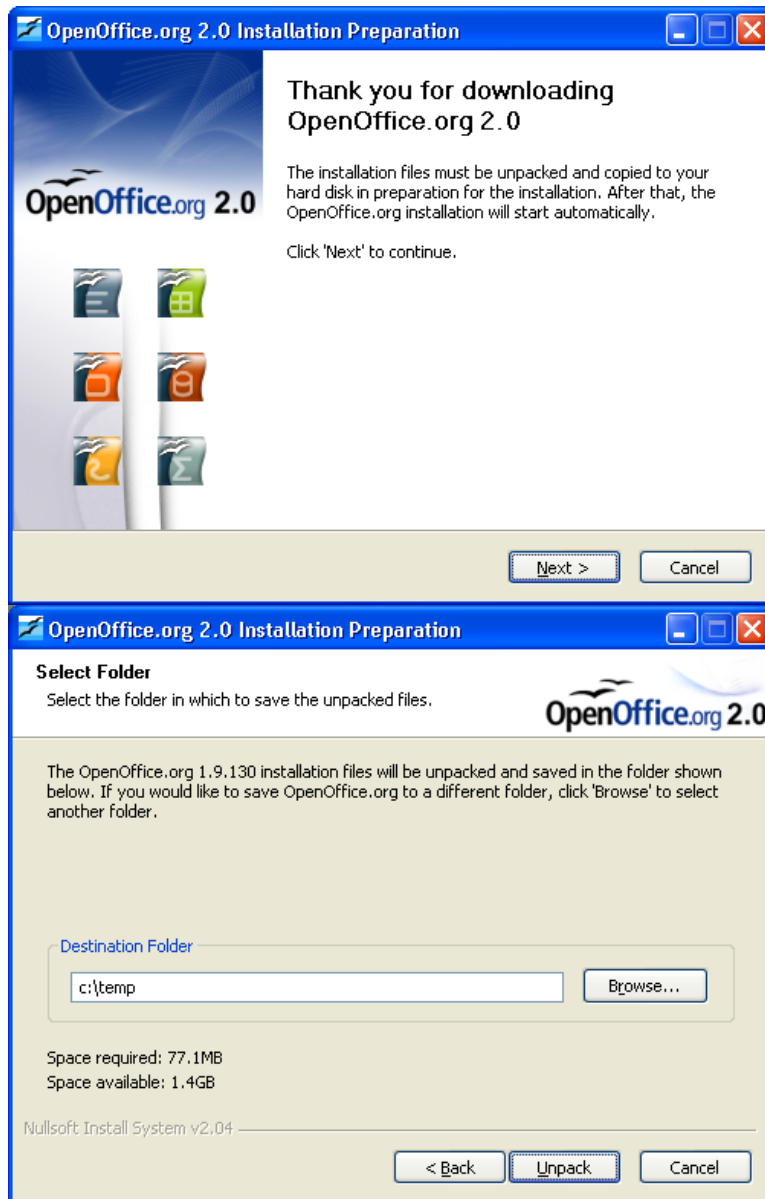 OpenOffice.org 2.0 Installation Preparation
Thank you for downloading
OpenOffice.org 2.0
OpenOffice.org 2.0
The installation files must be unpacked and copied to your
hard disk in preparation for the installation. After that, the
OpenOffice.org installation will start automatically.
Click 'Next' to continue.
Next >
Cancel
OpenOffice.org 2.0 Installation Preparation
Select Folder
Select the folder in which to save the unpacked files.
OpenOffice.org 2.0
The OpenOffice.org 1.9.130 installation files will be unpacked and saved in the folder shown
below. If you would like to save OpenOffice.org to a different folder, click 'Browse' to select
another folder.
Destination Folder
c:\temp
Browse...
Space required: 77.1MB
Space available: 1.4GB
Nullsoft Install System v2.04
< Back
Unpack
Cancel